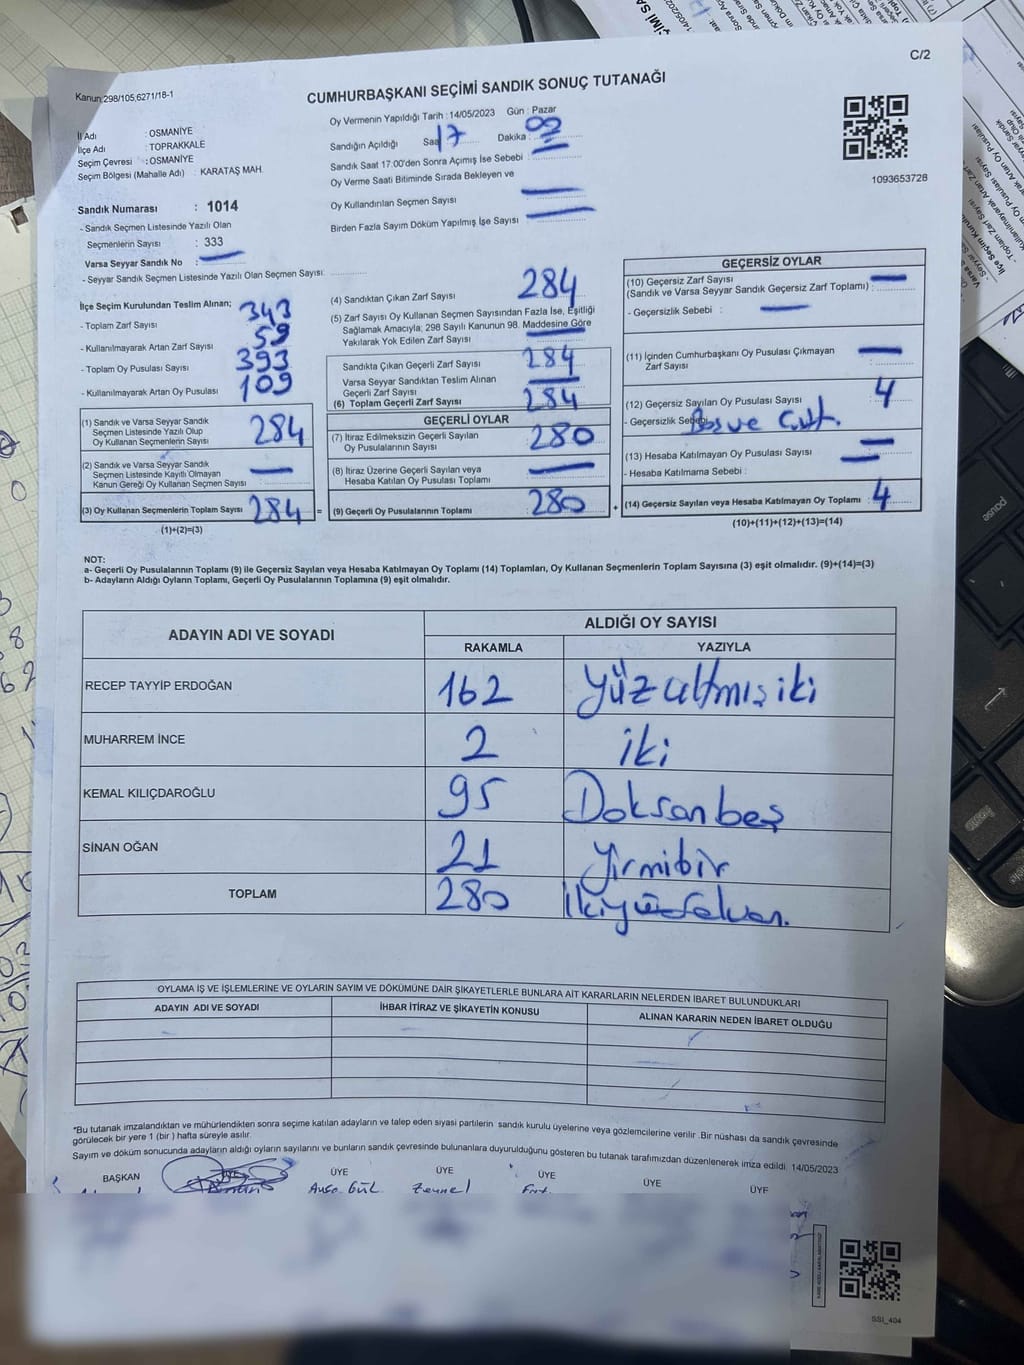 C/2
Kanun:298/105,6271/18-1
CUMHURBAŞKANI SEÇİMİ SANDIK SONUÇ TUTANAĞI
İl Adı : OSMANİYE
İlçe Adı : TOPRAKKALE
Seçim Çevresi : OSMANİYE
Seçim Bölgesi (Mahalle Adı) : KARATAŞ MAH.
Oy Vermenin Yapıldığı Tarih : 14/05/2023 Gün : Pazar
Sandığın Açıldığı Saat 17 Dakika : 00
Sandık Saat 17:00'den Sonra Açımış İse Sebebi :
Oy Verme Saati Bitiminde Sırada Bekleyen ve
Oy Kullandırılan Seçmen Sayısı
Birden Fazla Sayım Döküm Yapılmış İse Sayısı :
1093653728
Sandık Numarası : 1014
- Sandık Seçmen Listesinde Yazılı Olan
Seçmenlerin Sayısı : 333
Varsa Seyyar Sandık No :
- Seyyar Sandık Seçmen Listesinde Yazılı Olan Seçmen Sayısı:
İlçe Seçim Kurulundan Teslim Alınan;
- Toplam Zarf Sayısı 343
- Kullanılmayarak Artan Zarf Sayısı 59
- Toplam Oy Pusulası Sayısı 393
- Kullanılmayarak Artan Oy Pusulası 109
(1) Sandık ve Varsa Seyyar Sandık
Seçmen Listesinde Yazılı Olup
Oy Kullanan Seçmenlerin Sayısı 284
(2) Sandık ve Varsa Seyyar Sandık
Seçmen Listesinde Kayıtlı Olmayan
Kanun Gereği Oy Kullanan Seçmen Sayısı
(3) Oy Kullanan Seçmenlerin Toplam Sayısı 284 =
(1)+(2)=(3)
(4) Sandıktan Çıkan Zarf Sayısı 284
(5) Zarf Sayısı Oy Kullanan Seçmen Sayısından Fazla İse, Eşitliği
Sağlamak Amacıyla, 298 Sayılı Kanunun 98. Maddesine Göre
Yakılarak Yok Edilen Zarf Sayısı
Sandıkta Çıkan Geçerli Zarf Sayısı 284
Varsa Seyyar Sandıktan Teslim Alınan
Geçerli Zarf Sayısı
(6) Toplam Geçerli Zarf Sayısı 284
GEÇERLİ OYLAR
(7) İtiraz Edilmeksizin Geçerli Sayılan
Oy Pusulalarının Sayısı 280
(8) İtiraz Üzerine Geçerli Sayılan veya
Hesaba Katılan Oy Pusulası Toplamı
(9) Geçerli Oy Pusulalarının Toplamı 280 +
GEÇERSİZ OYLAR
(10) Geçersiz Zarf Sayısı
(Sandık ve Varsa Seyyar Sandık Geçersiz Zarf Toplamı) :
- Geçersizlik Sebebi :
(11) İçinden Cumhurbaşkanı Oy Pusulası Çıkmayan
Zarf Sayısı
(12) Geçersiz Sayılan Oy Pusulası Sayısı 4
- Geçersizlik Sebebi Boş ve
(13) Hesaba Katılmayan Oy Pusulası Sayısı
- Hesaba Katılmama Sebebi :
(14) Geçersiz Sayılan veya Hesaba Katılmayan Oy Toplamı : 4
(10)+(11)+(12)+(13)=(14)
NOT:
a- Geçerli Oy Pusulalarının Toplamı (9) ile Geçersiz Sayılan veya Hesaba Katılmayan Oy Toplamı (14) Toplamları, Oy Kullanan Seçmenlerin Toplam Sayısına (3) eşit olmalıdır. (9)+(14)=(3)
b- Adayların Aldığı Oyların Toplamı, Geçerli Oy Pusulalarının Toplamına (9) eşit olmalıdır.
ADAYIN ADI VE SOYADI ALDIĞI OY SAYISI
RAKAMLA YAZIYLA
RECEP TAYYİP ERDOĞAN 162 yüz altmış iki
MUHARREM İNCE 2 iki
KEMAL KILIÇDAROĞLU 95 Doksan beş
SİNAN OĞAN 21 yirmibir
TOPLAM 280 ikiyüzseksen.
OYLAMA İŞ VE İŞLEMLERİNE VE OYLARIN SAYIM VE DÖKÜMÜNE DAİR ŞİKAYETLERLE BUNLARA AİT KARARLARIN NELERDEN İBARET BULUNDUKLARI
ADAYIN ADI VE SOYADI İHBAR İTİRAZ VE ŞİKAYETİN KONUSU ALINAN KARARIN NEDEN İBARET OLDUĞU
*Bu tutanak imzalandıktan ve mühürlendikten sonra seçime katılan adayların ve talep eden siyasi partilerin sandık kurulu üyelerine veya gözlemcilerine verilir .Bir nüshası da sandık çevresinde
görülecek bir yere 1 (bir ) hafta süreyle asılır.
Sayım ve döküm sonucunda adayların aldığı oyların sayılarını ve bunların sandık çevresinde bulunanlara duyurulduğunu gösteren bu tutanak tarafımızdan düzenlenerek imza edildi. 14/05/2023
BAŞKAN ÜYE ÜYE ÜYE ÜYE ÜYE ÜYE
SSI_404